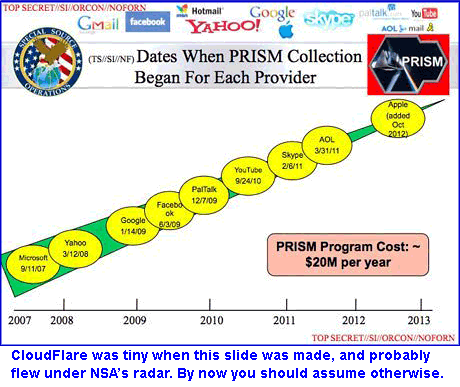 TOP SECRET//SI//ORCON//NOFORN
Gmail facebook Hotmail YAHOO! Google Apple skype paltalk YouTube
AOL mail
SPECIAL SOURCE OPERATIONS
(TS//SI//NF) Dates When PRISM Collection
Began For Each Provider
PRISM
Microsoft
9/11/07
Yahoo
3/12/08
Google
1/14/09
Facebo
ok
6/3/09
PalTalk
12/7/09
YouTube
9/24/10
Skype
2/6/11
AOL
3/31/11
Apple
(added
Oct
2012)
PRISM Program Cost: ~
$20M per year
2007 2008 2009 2010 2011 2012 2013
TOP SECRET//SI//ORCON//NOFORN
CloudFlare was tiny when this slide was made, and probably
flew under NSA's radar. By now you should assume otherwise.